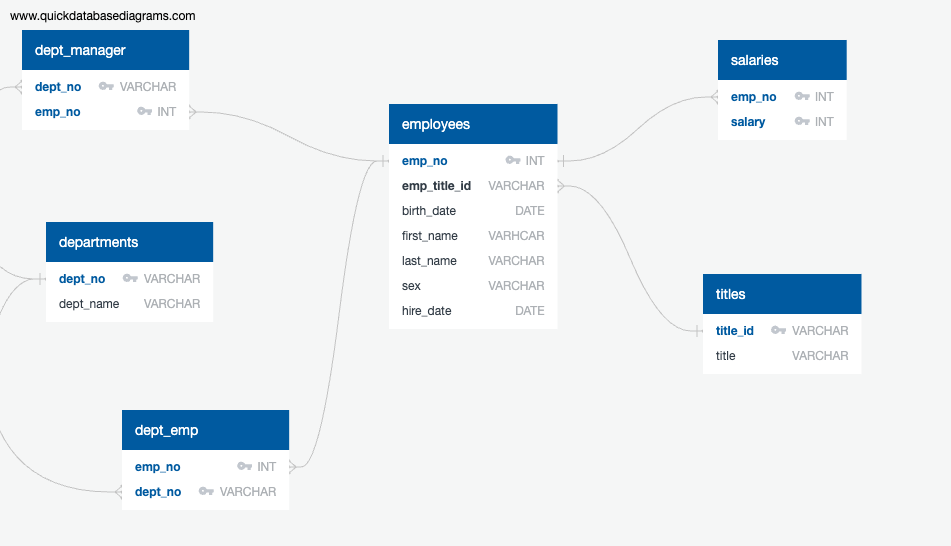 www.quickdatabasediagrams.com
dept_manager
dept_no VARCHAR
emp_no INT
departments
dept_no VARCHAR
dept_name VARCHAR
dept_emp
emp_no INT
dept_no VARCHAR
employees
emp_no INT
emp_title_id VARCHAR
birth_date DATE
first_name VARHCAR
last_name VARCHAR
sex VARCHAR
hire_date DATE
salaries
emp_no INT
salary INT
titles
title_id VARCHAR
title VARCHAR